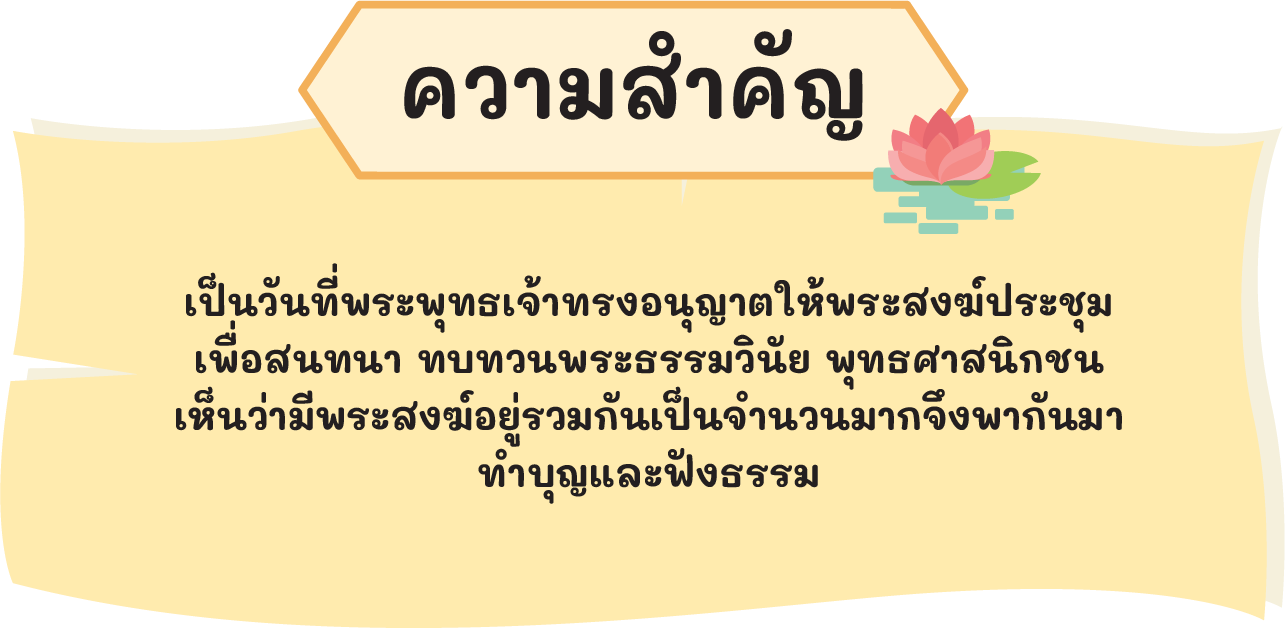 ความสำคัญ
เป็นวันที่พระพุทธเจ้าทรงอนุญาตให้พระสงฆ์ประชุม
เพื่อสนทนา ทบทวนพระธรรมวินัย พุทธศาสนิกชน
เห็นว่ามีพระสงฆ์อยู่รวมกันเป็นจำนวนมากจึงพากันมา
ทำบุญและฟังธรรม